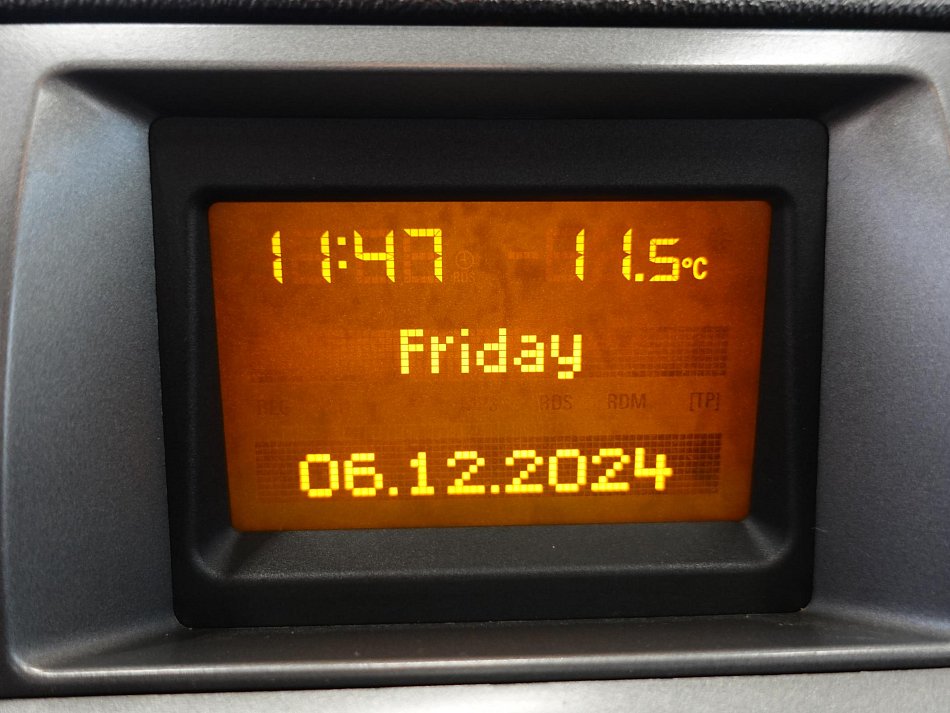 11:47 11.5°C
Friday
RDS RDM [TP]
06.12.2024